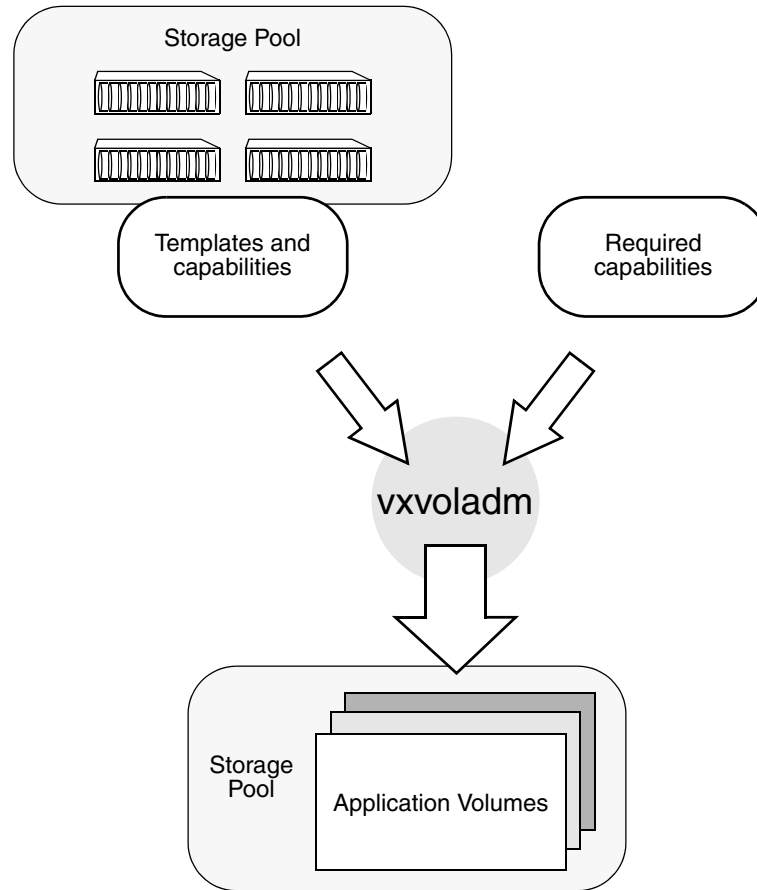 Storage Pool
Templates and
capabilities
Required
capabilities
vxvoladm
Storage
Pool
Application Volumes